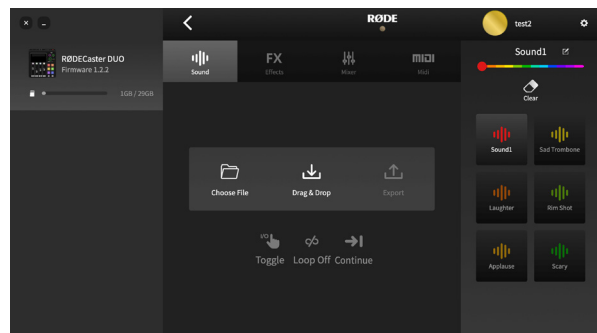 RØDECaster DUO
Firmware 1.2.2
1GB / 29GB
RØDE
Sound
FX
Effects
Mixer
MIDI
Midi
Choose File
Drag & Drop
Export
I/O
Toggle
Loop Off
Continue
test2
Sound1
Clear
Sound1
Sad Trombone
Laughter
Rim Shot
Applause
Scary